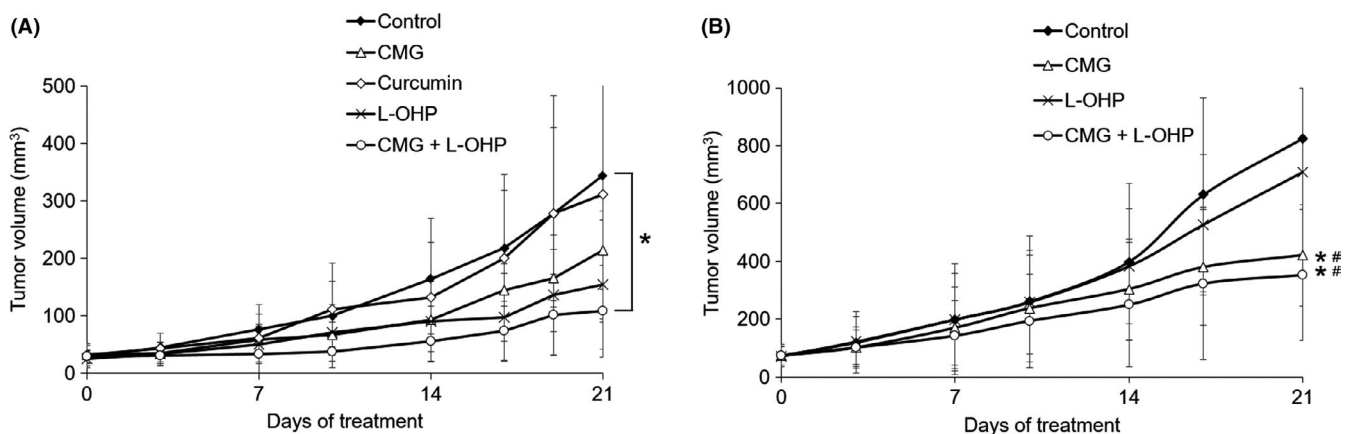 (A)
Control
CMG
Curcumin
L-OHP
CMG + L-OHP
500
400
300
200
100
0
Tumor volume (mm³)
*
0 7 14 21
Days of treatment
(B)
Control
CMG
L-OHP
CMG + L-OHP
1000
800
600
400
200
0
Tumor volume (mm³)
* #
* #
0 7 14 21
Days of treatment